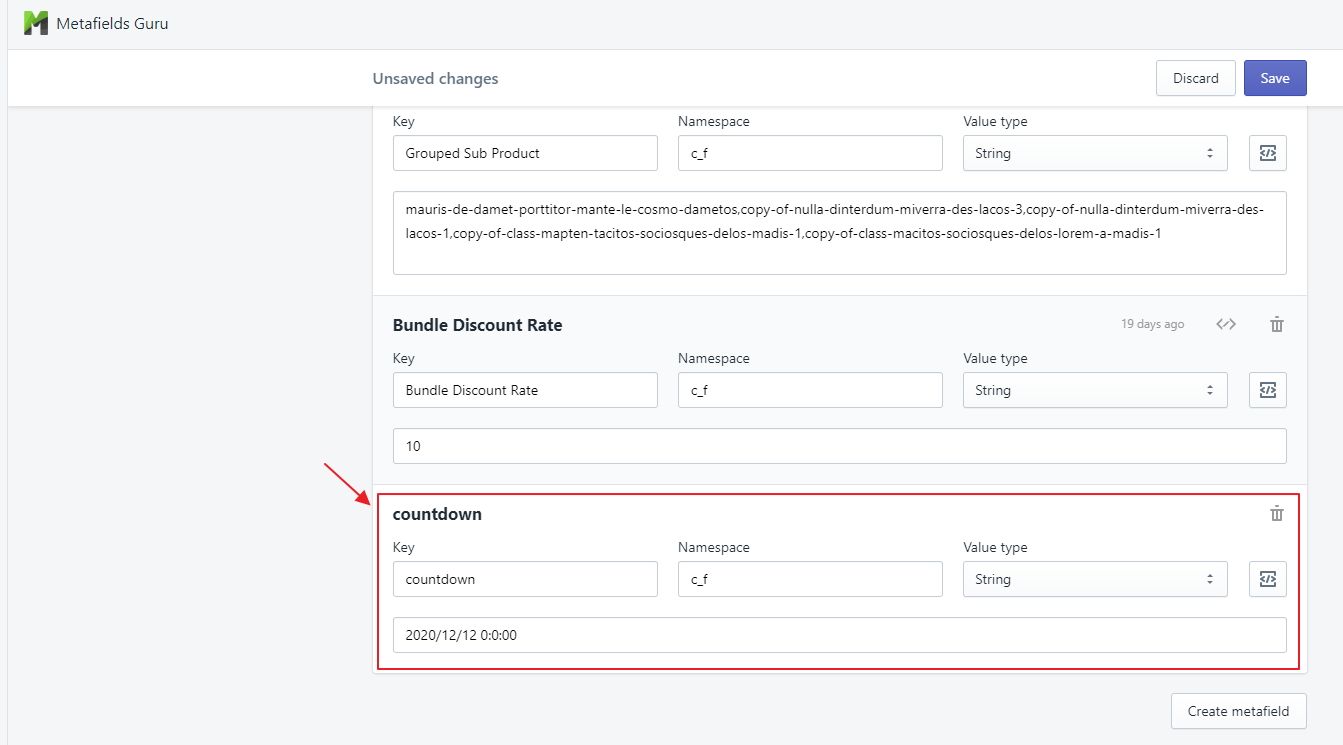 Metafields Guru
Unsaved changes
Discard
Save
Key
Namespace
Value type
Grouped Sub Product
c_f
String
mauris-de-damet-porttitor-mante-le-cosmo-dametos,copy-of-nulla-dinterdum-miverra-des-lacos-3,copy-of-nulla-dinterdum-miverra-des-
lacos-1,copy-of-class-mapten-tacitos-sociosques-delos-madis-1,copy-of-class-macitos-sociosques-delos-lorem-a-madis-1
Bundle Discount Rate
19 days ago
Key
Namespace
Value type
Bundle Discount Rate
c_f
String
10
countdown
Key
Namespace
Value type
countdown
c_f
String
2020/12/12 0:0:00
Create metafield